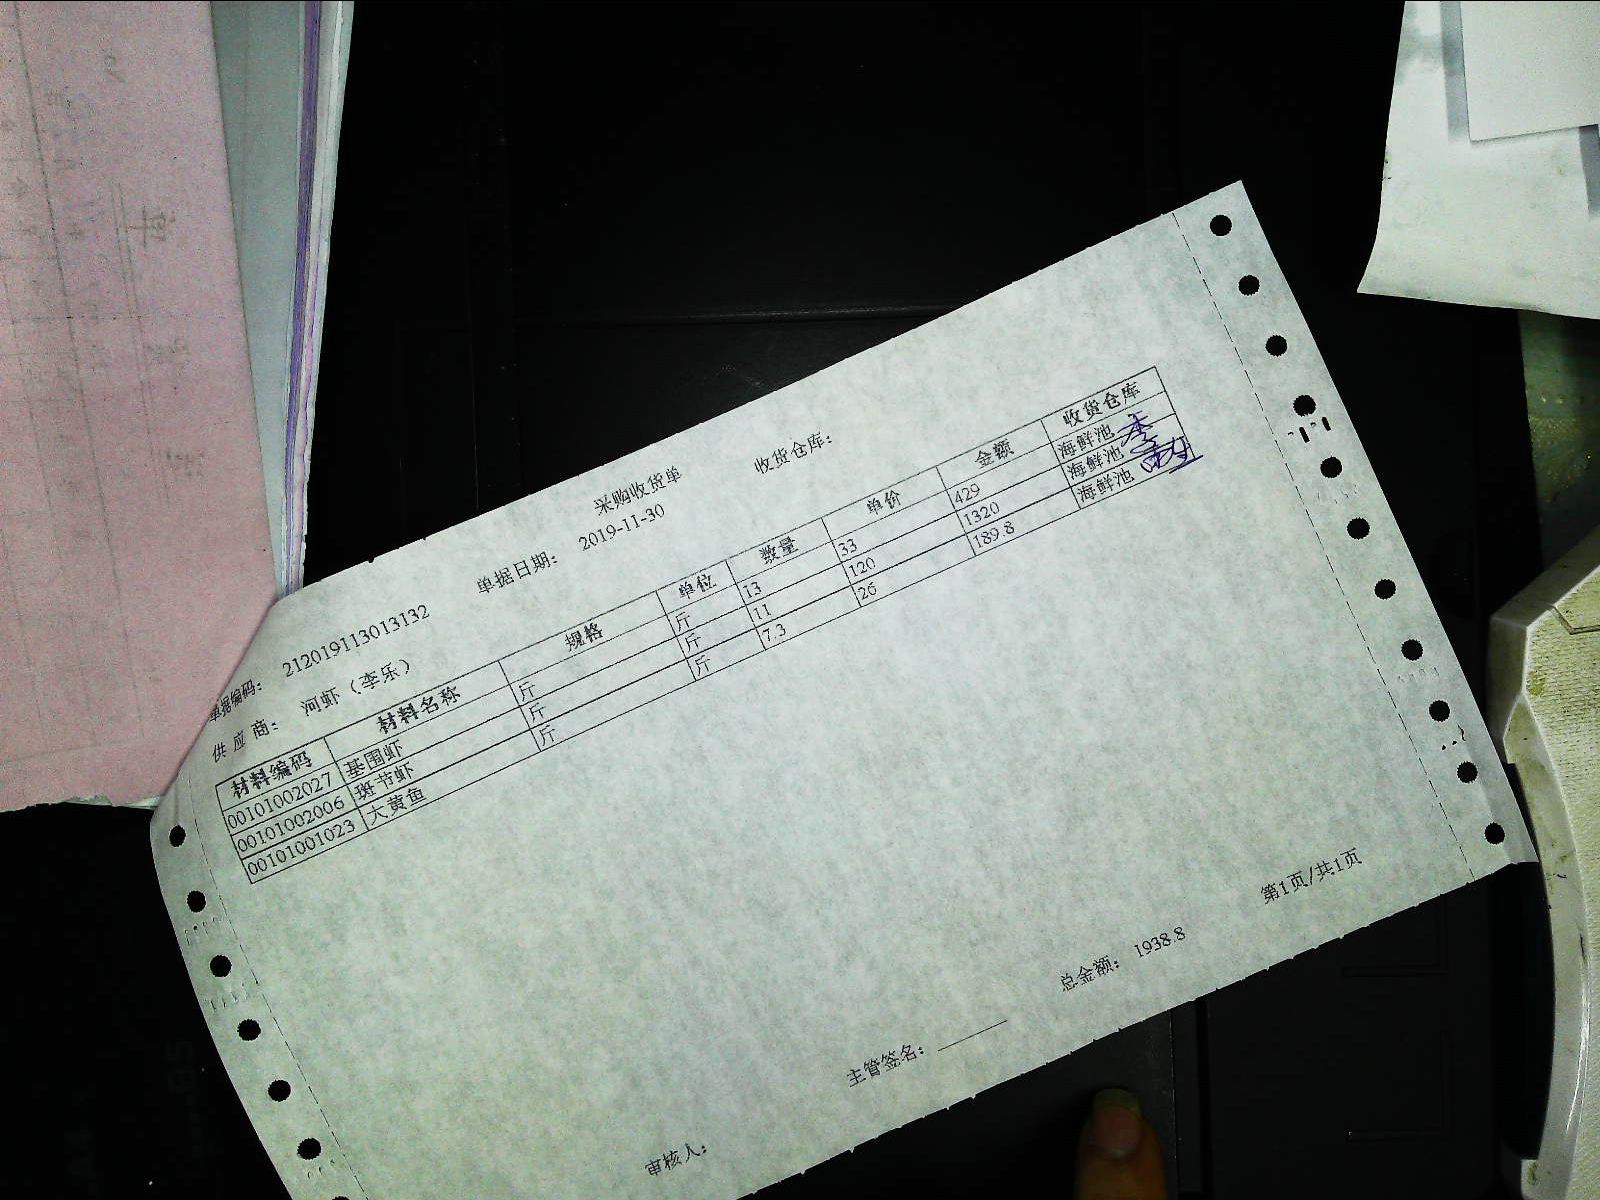 采购收货单
收货仓库：
单据编码： 212019113013132 单据日期： 2019-11-30
供 应 商： 河虾（李乐）
材料编码 材料名称 规格 单位 数量 单价 金额 收货仓库
00101002027 基围虾 斤 斤 13 33 429 海鲜池
00101002006 斑节虾 斤 斤 11 120 1320 海鲜池
00101001023 大黄鱼 斤 斤 7.3 26 189.8 海鲜池
总金额： 1938.8
第1页/共1页
主管签名：
审核人：